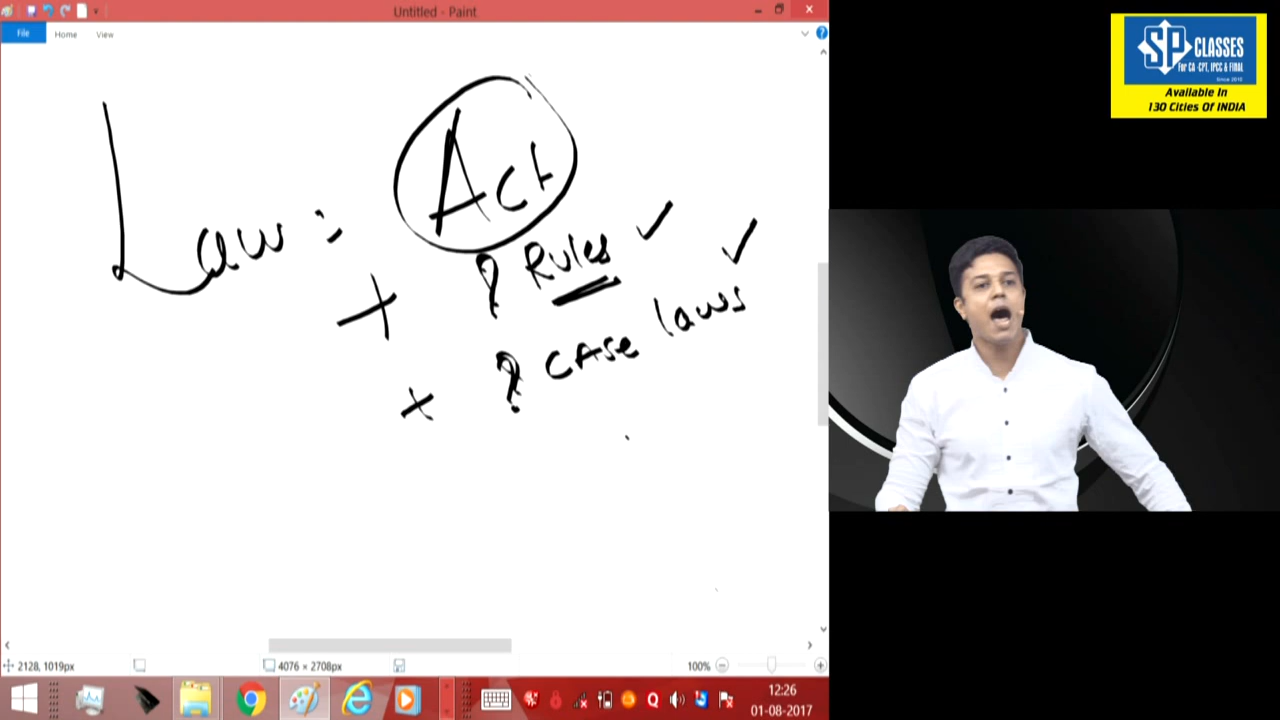 Untitled - Paint
File Home View
SP CLASSES
For CA -CPT, IPCC & FINAL
Since 2010
Available In
130 Cities Of INDIA
Law : Act
+ Rules ✓
+ CASe laws ✓
2128, 1019px
4076 × 2708px
100%
12:26
01-08-2017